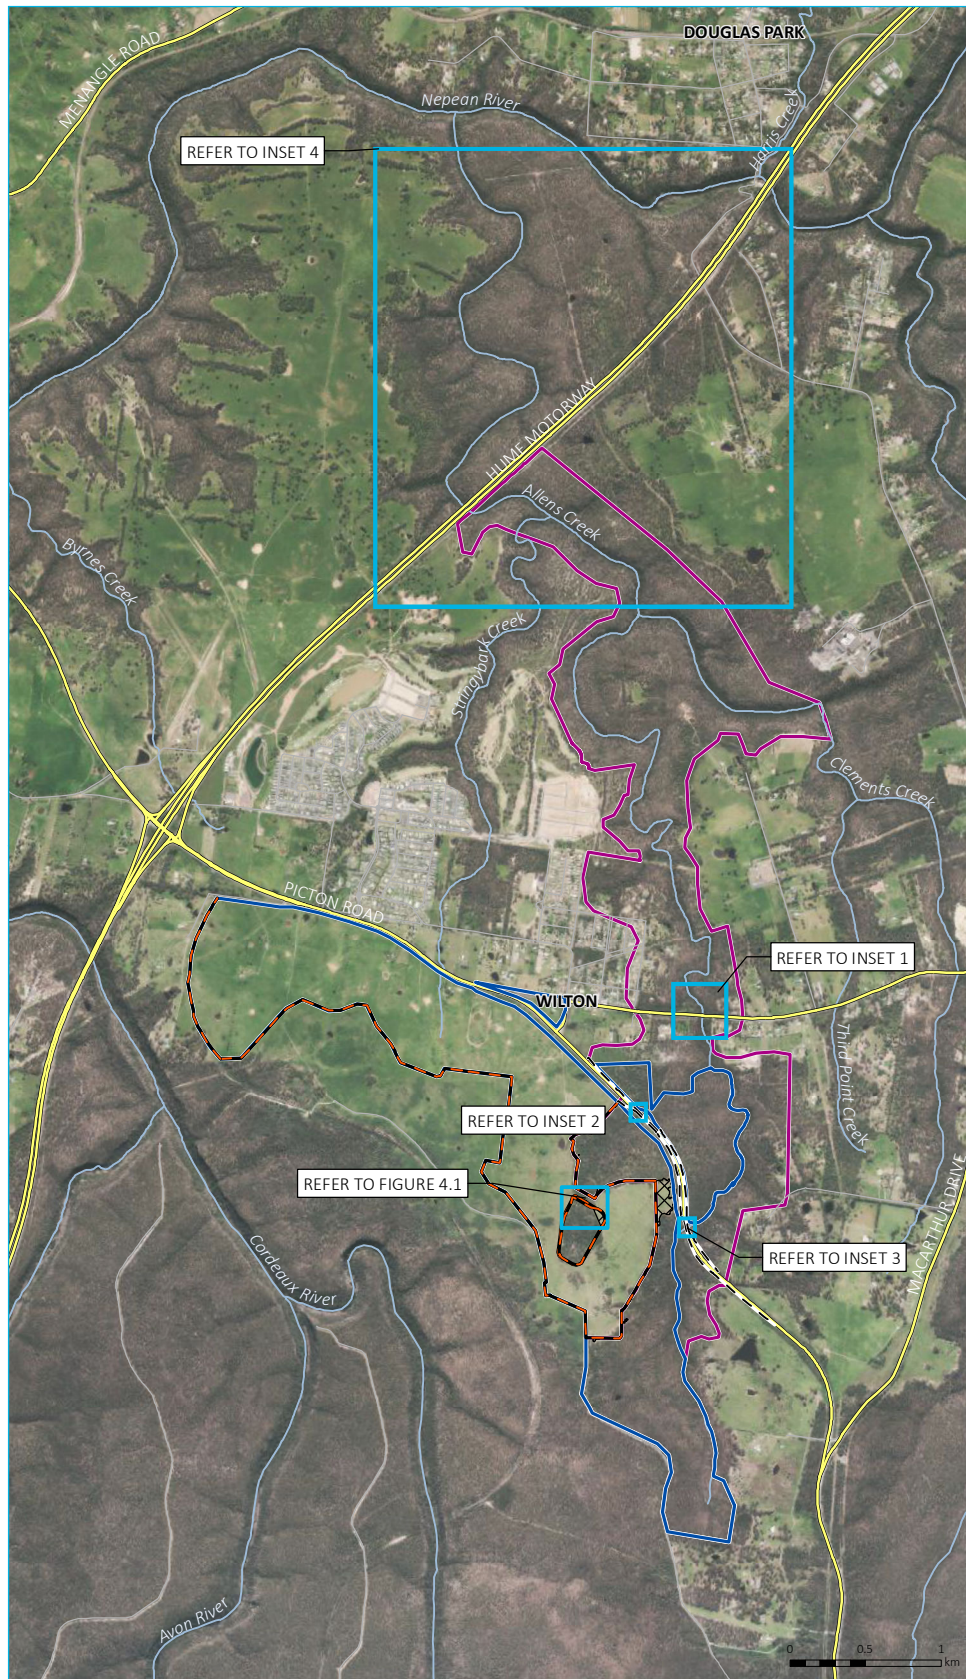 DOUGLAS PARK
MENANGLE ROAD
Nepean River
Harris Creek
REFER TO INSET 4
HUME MOTORWAY
Allens Creek
Byrnes Creek
Stringybark Creek
Clements Creek
PICTON ROAD
REFER TO INSET 1
WILTON
Third Point Creek
REFER TO INSET 2
REFER TO FIGURE 4.1
MACARTHUR DRIVE
REFER TO INSET 3
Cordeaux River
Avon River
0 0.5 1
km